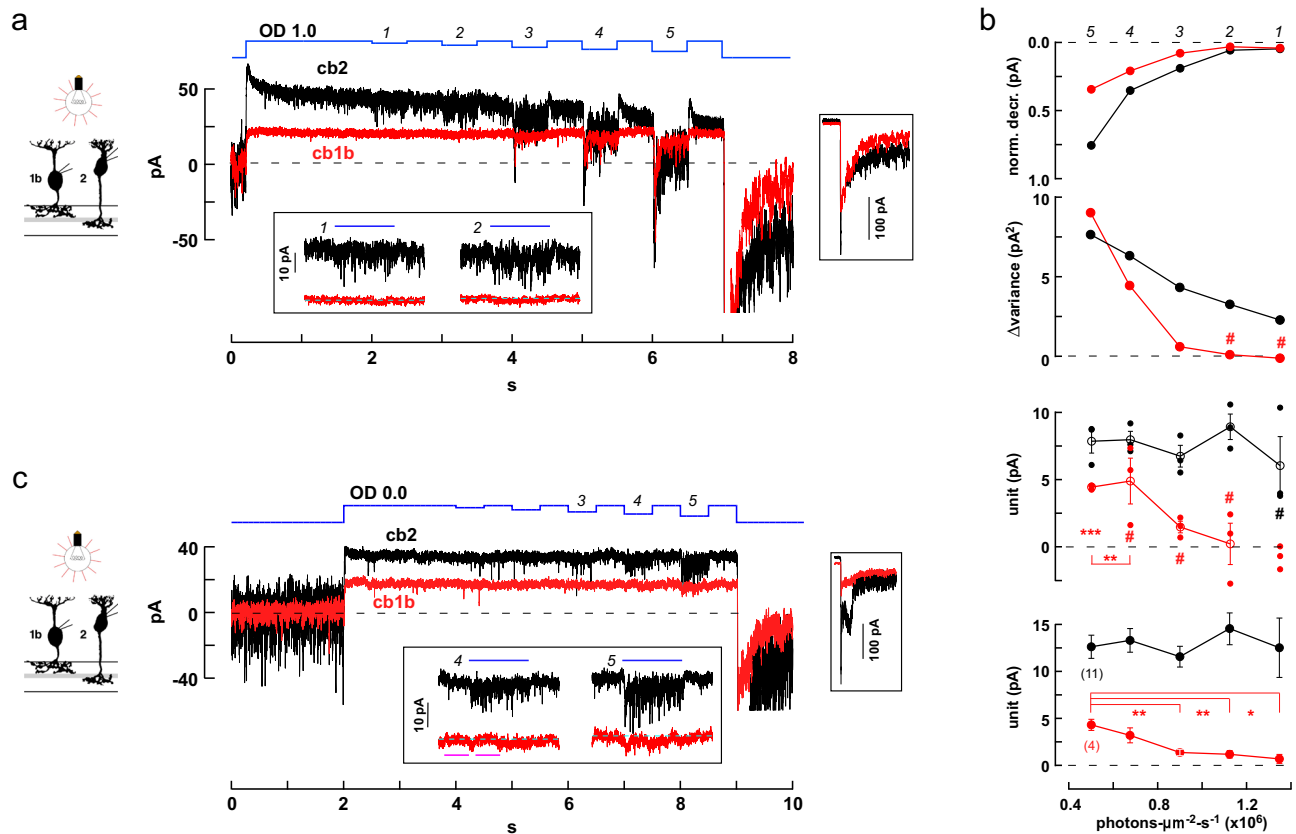 a
OD 1.0
1 2 3 4 5
cb2
cb1b
50
0
-50
pA
1b 2
1 2
10 pA
100 pA
0 2 4 6 8
s
b
5 4 3 2 1
0.0
0.5
1.0
norm. decr. (pA)
10
5
0
Δvariance (pA²)
# #
10
5
0
unit (pA)
***
**
# # # #
15
10
5
0
unit (pA)
(11)
** ** *
(4)
0.4 0.8 1.2
photons-µm⁻²-s⁻¹ (x10⁶)
c
OD 0.0
3 4 5
cb2
cb1b
40
0
-40
pA
1b 2
4 5
10 pA
100 pA
0 2 4 6 8 10
s